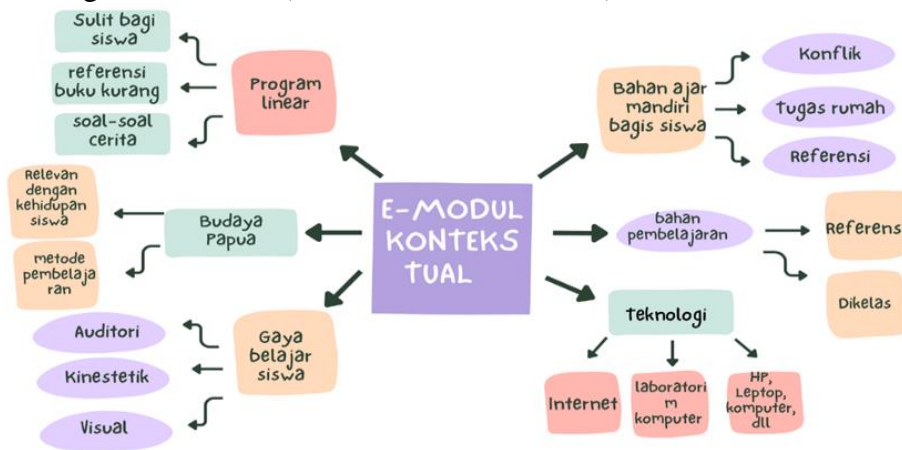 Sulit bagi
siswa
referensi
buku kurang
soal-soal
cerita
Program
linear
Relevan
dengan
kehidupan
siswa
metode
pembelaja
ran
Budaya
Papua
Auditori
Kinestetik
Visual
Gaya
belajar
siswa
E-MODUL
KONTEKS
TUAL
Bahan ajar
mandiri
bagis siswa
Konflik
Tugas rumah
Referensi
bahan
pembelajaran
Referens
Dikelas
Teknologi
Internet
laboratori
m
komputer
HP,
Leptop,
komputer,
dll